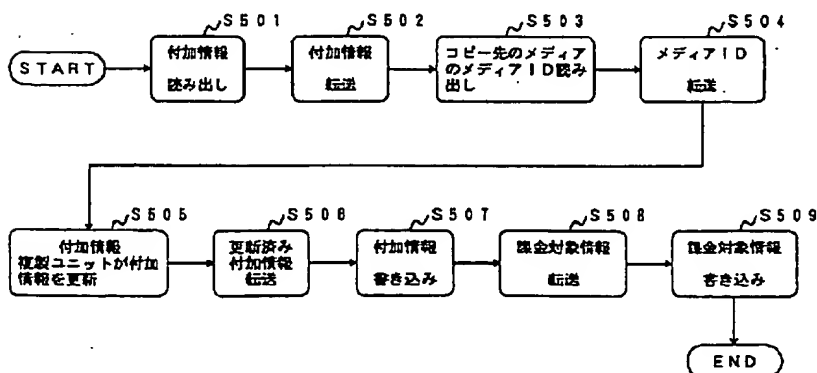 S501
S502
S503
S504
START
付加情報
読み出し
付加情報
転送
コピー先のメディア
のメディアID読み
出し
メディアID
転送
S505
S506
S507
S508
S509
付加情報
複製ユニットが付加
情報を更新
更新済み
付加情報
転送
付加情報
書き込み
課金対象情報
転送
課金対象情報
書き込み
END